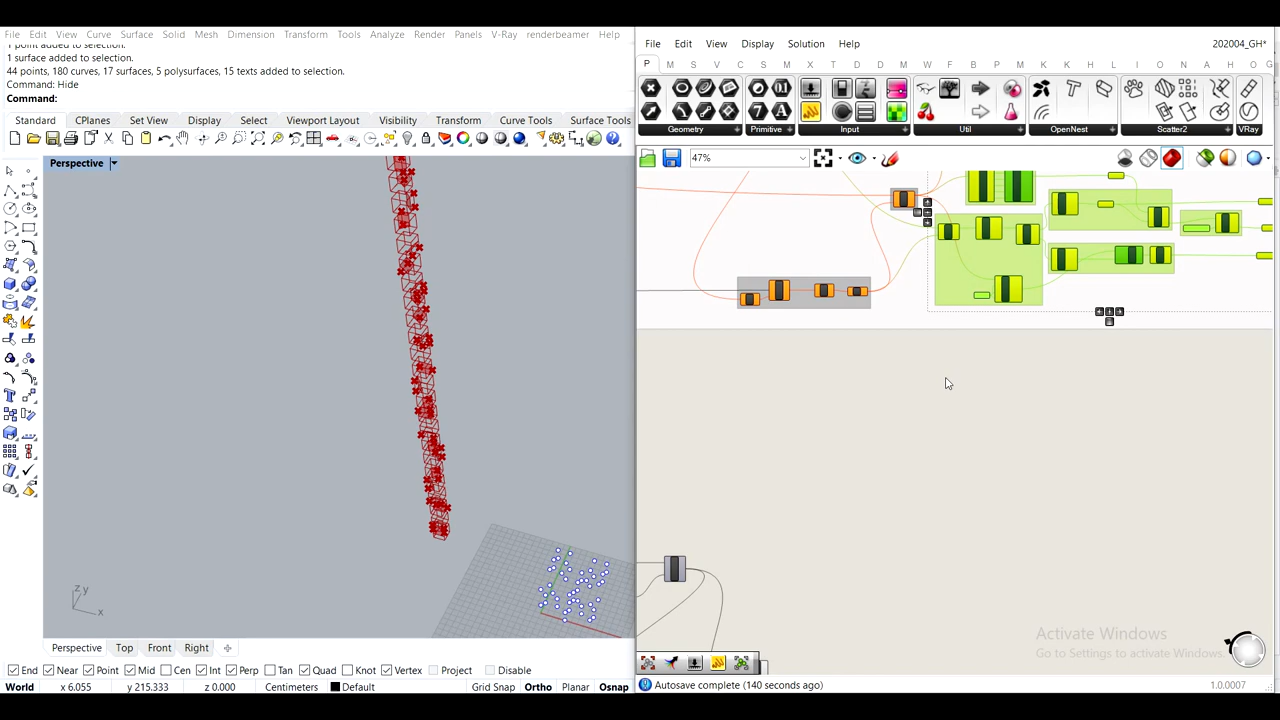 1 point added to selection.
1 surface added to selection.
44 points, 180 curves, 17 surfaces, 5 polysurfaces, 15 texts added to selection.
Command: Hide
Command:
File Edit View Curve Surface Solid Mesh Dimension Transform Tools Analyze Render Panels V-Ray renderbeamer Help
Standard CPlanes Set View Display Select Viewport Layout Visibility Transform Curve Tools Surface Tools
Perspective
z y
x
Perspective Top Front Right
End Near Point Mid Cen Int Perp Tan Quad Knot Vertex Project Disable
World x 6.055 y 215.333 z 0.000 Centimeters Default Grid Snap Ortho Planar Osnap
File Edit View Display Solution Help 202004_GH*
P M S V C S M X T D M W F B P M K K L I O N A H O G
Geometry Primitive Input Util OpenNest Scatter2 VRay
47%
Activate Windows
Go to Settings to activate Windows.
Autosave complete (140 seconds ago) 1.0.0007